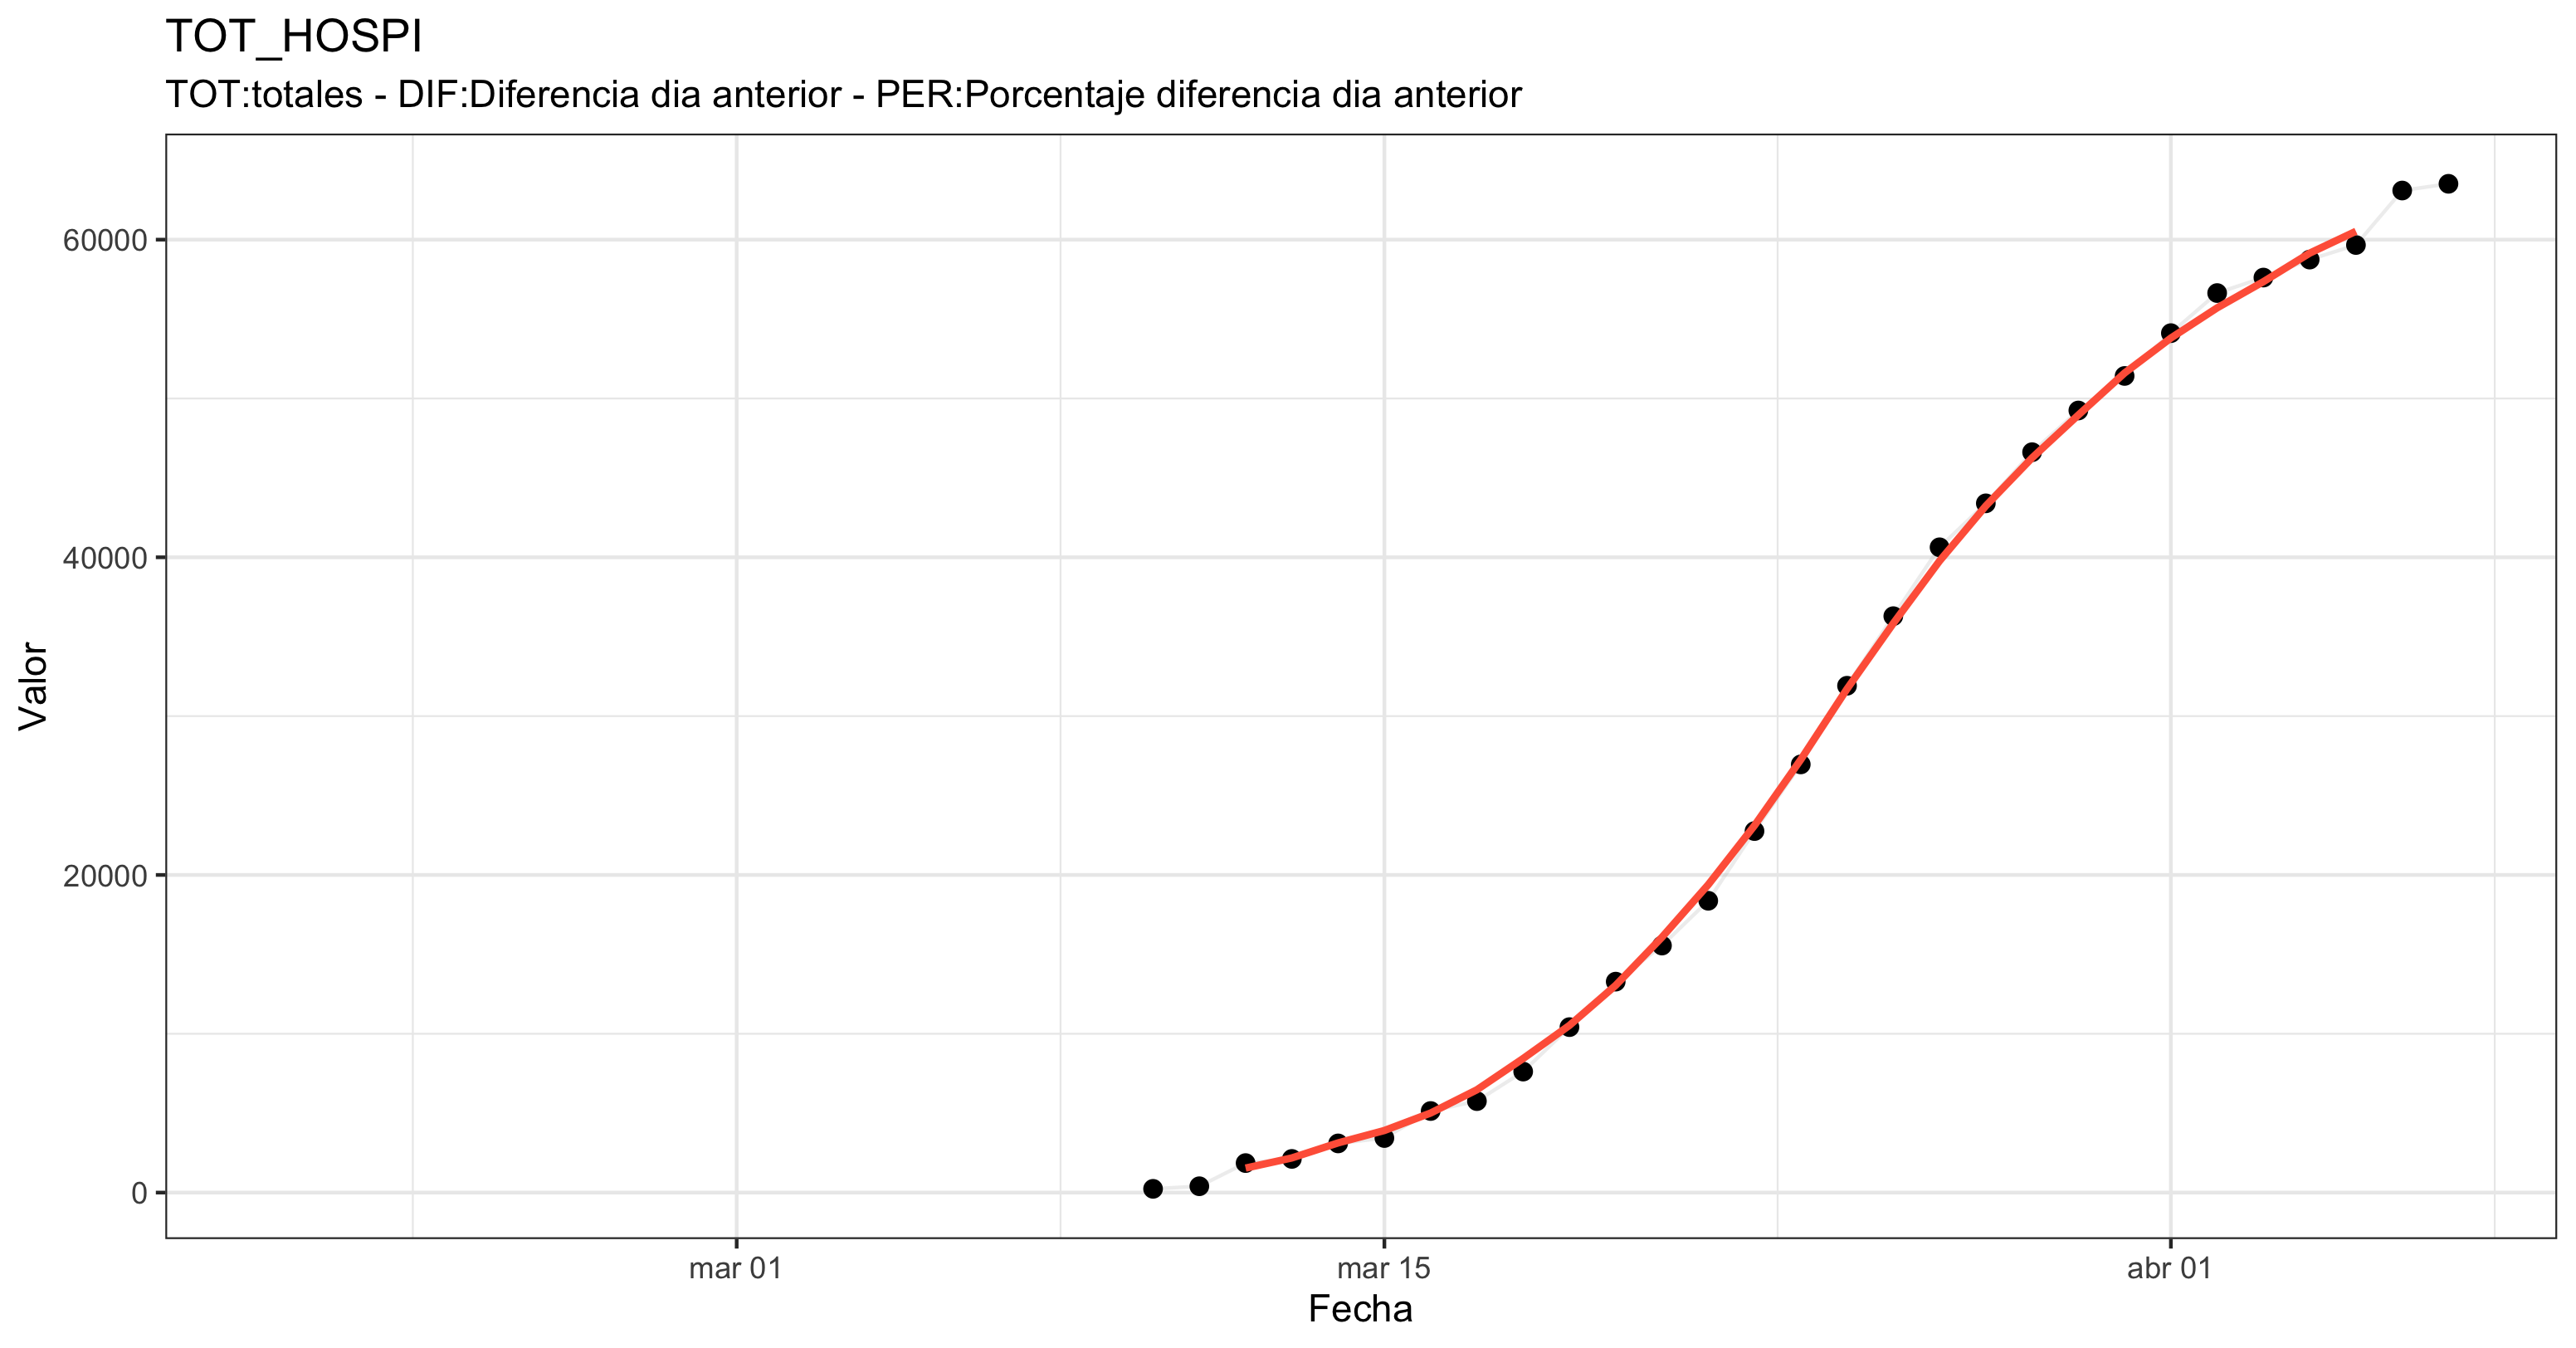 TOT_HOSPI
TOT:totales - DIF:Diferencia dia anterior - PER:Porcentaje diferencia dia anterior
Valor
60000
40000
20000
0
mar 01
mar 15
abr 01
Fecha